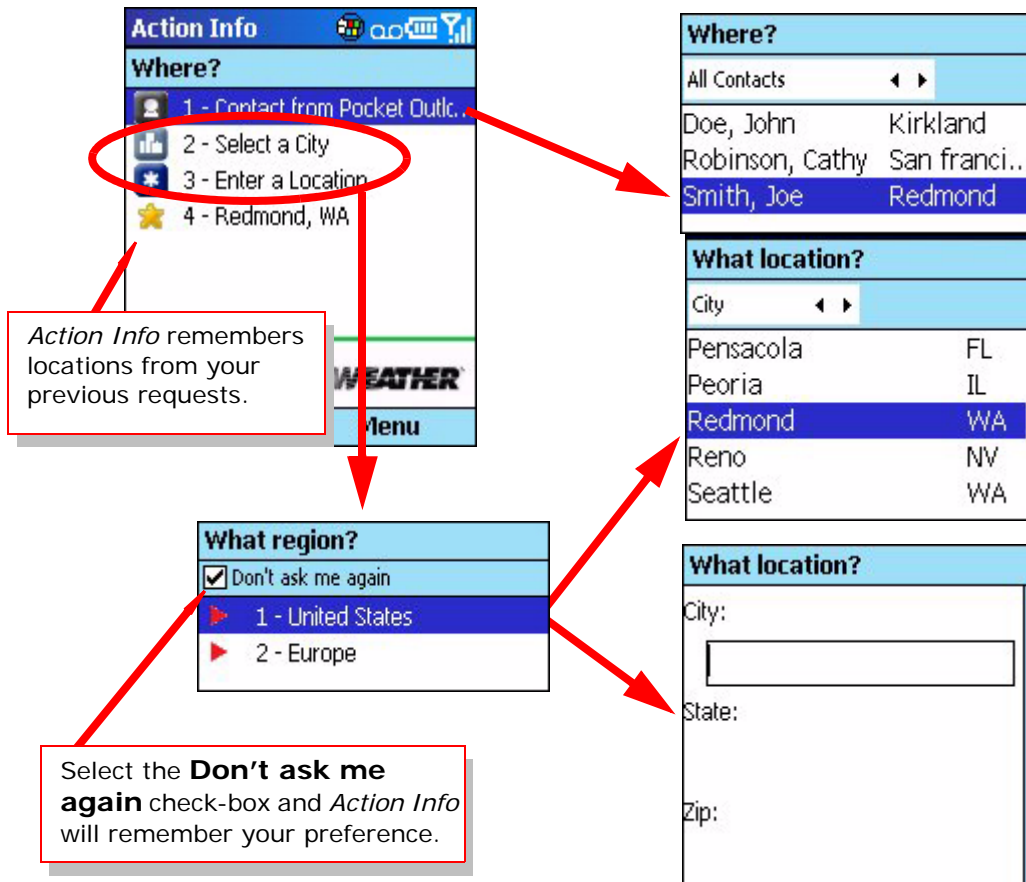 Action Info
Where?
1 - Contact from Pocket Outlc..
2 - Select a City
3 - Enter a Location
4 - Redmond, WA
WEATHER
Menu
Action Info remembers
locations from your
previous requests.
Where?
All Contacts
Doe, John Kirkland
Robinson, Cathy San franci..
Smith, Joe Redmond
What location?
City
Pensacola FL
Peoria IL
Redmond WA
Reno NV
Seattle WA
What region?
Don't ask me again
1 - United States
2 - Europe
Select the Don't ask me
again check-box and Action Info
will remember your preference.
What location?
City:
State:
Zip: